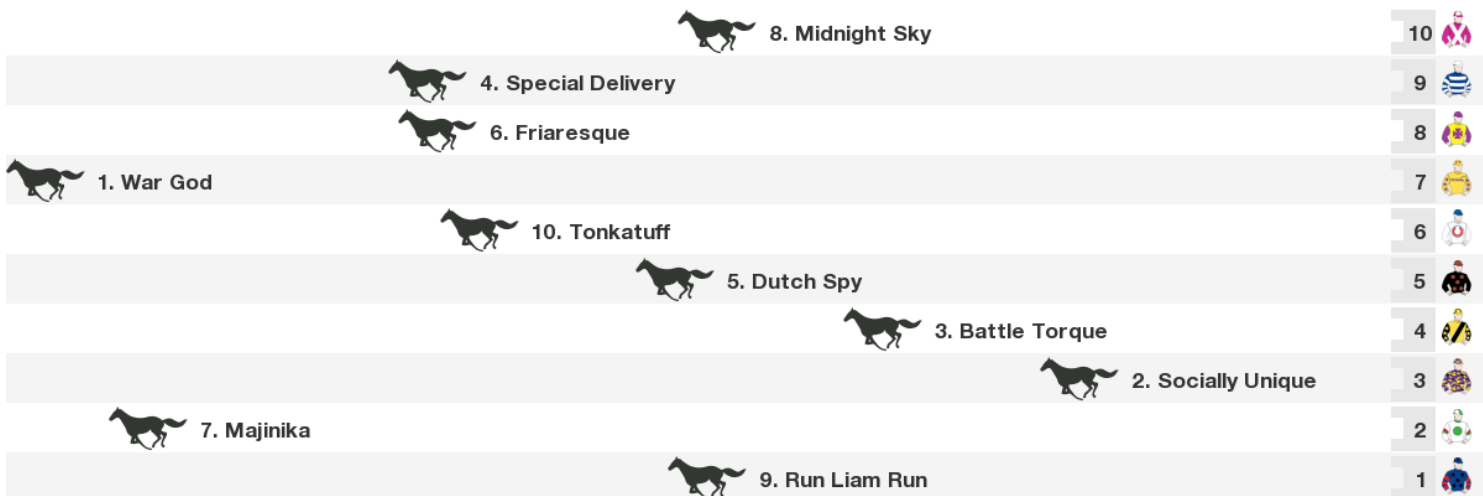 8. Midnight Sky 10
4. Special Delivery 9
6. Friaresque 8
1. War God 7
10. Tonkatuff 6
5. Dutch Spy 5
3. Battle Torque 4
2. Socially Unique 3
7. Majinika 2
9. Run Liam Run 1